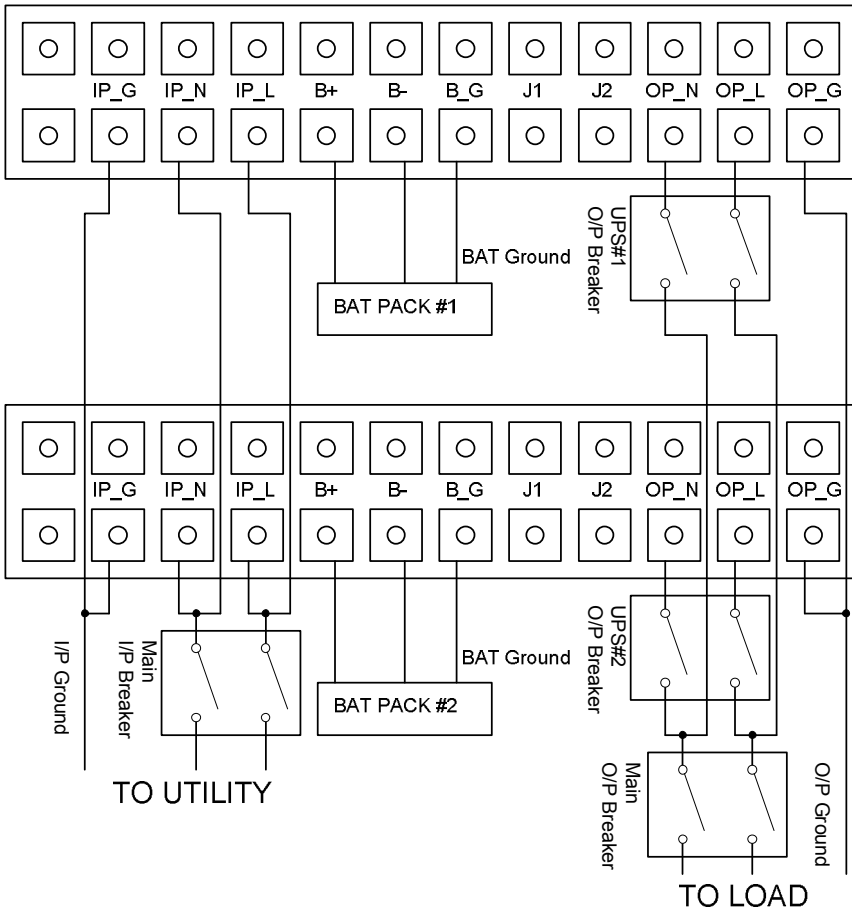 IP_G IP_N IP_L B+ B- B_G J1 J2 OP_N OP_L OP_G
UPS#1
O/P Breaker
BAT Ground
BAT PACK #1
IP_G IP_N IP_L B+ B- B_G J1 J2 OP_N OP_L OP_G
I/P Ground
Main
I/P Breaker
BAT Ground
BAT PACK #2
UPS#2
O/P Breaker
TO UTILITY
Main
O/P Breaker
O/P Ground
TO LOAD